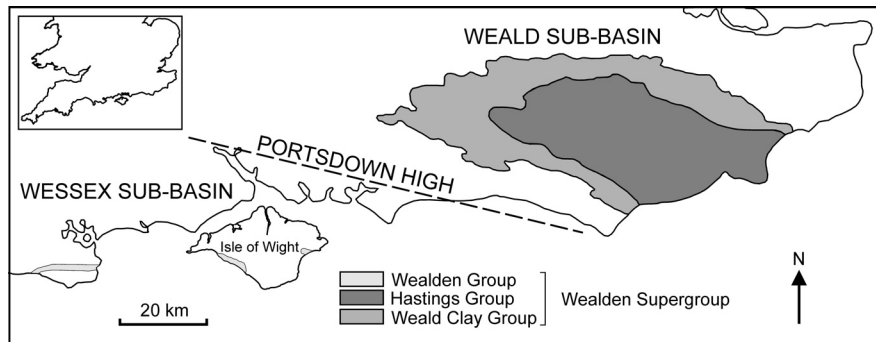 WEALD SUB-BASIN
PORTSDOWN HIGH
WESSEX SUB-BASIN
Isle of Wight
N
Wealden Group
Hastings Group
Wealden Supergroup
Weald Clay Group
20 km